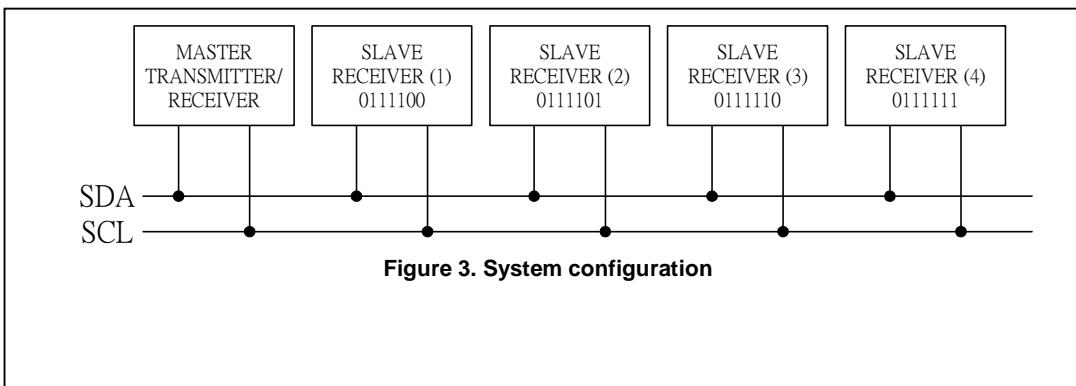 MASTER
TRANSMITTER/
RECEIVER
SLAVE
RECEIVER (1)
0111100
SLAVE
RECEIVER (2)
0111101
SLAVE
RECEIVER (3)
0111110
SLAVE
RECEIVER (4)
0111111
SDA
SCL
Figure 3. System configuration